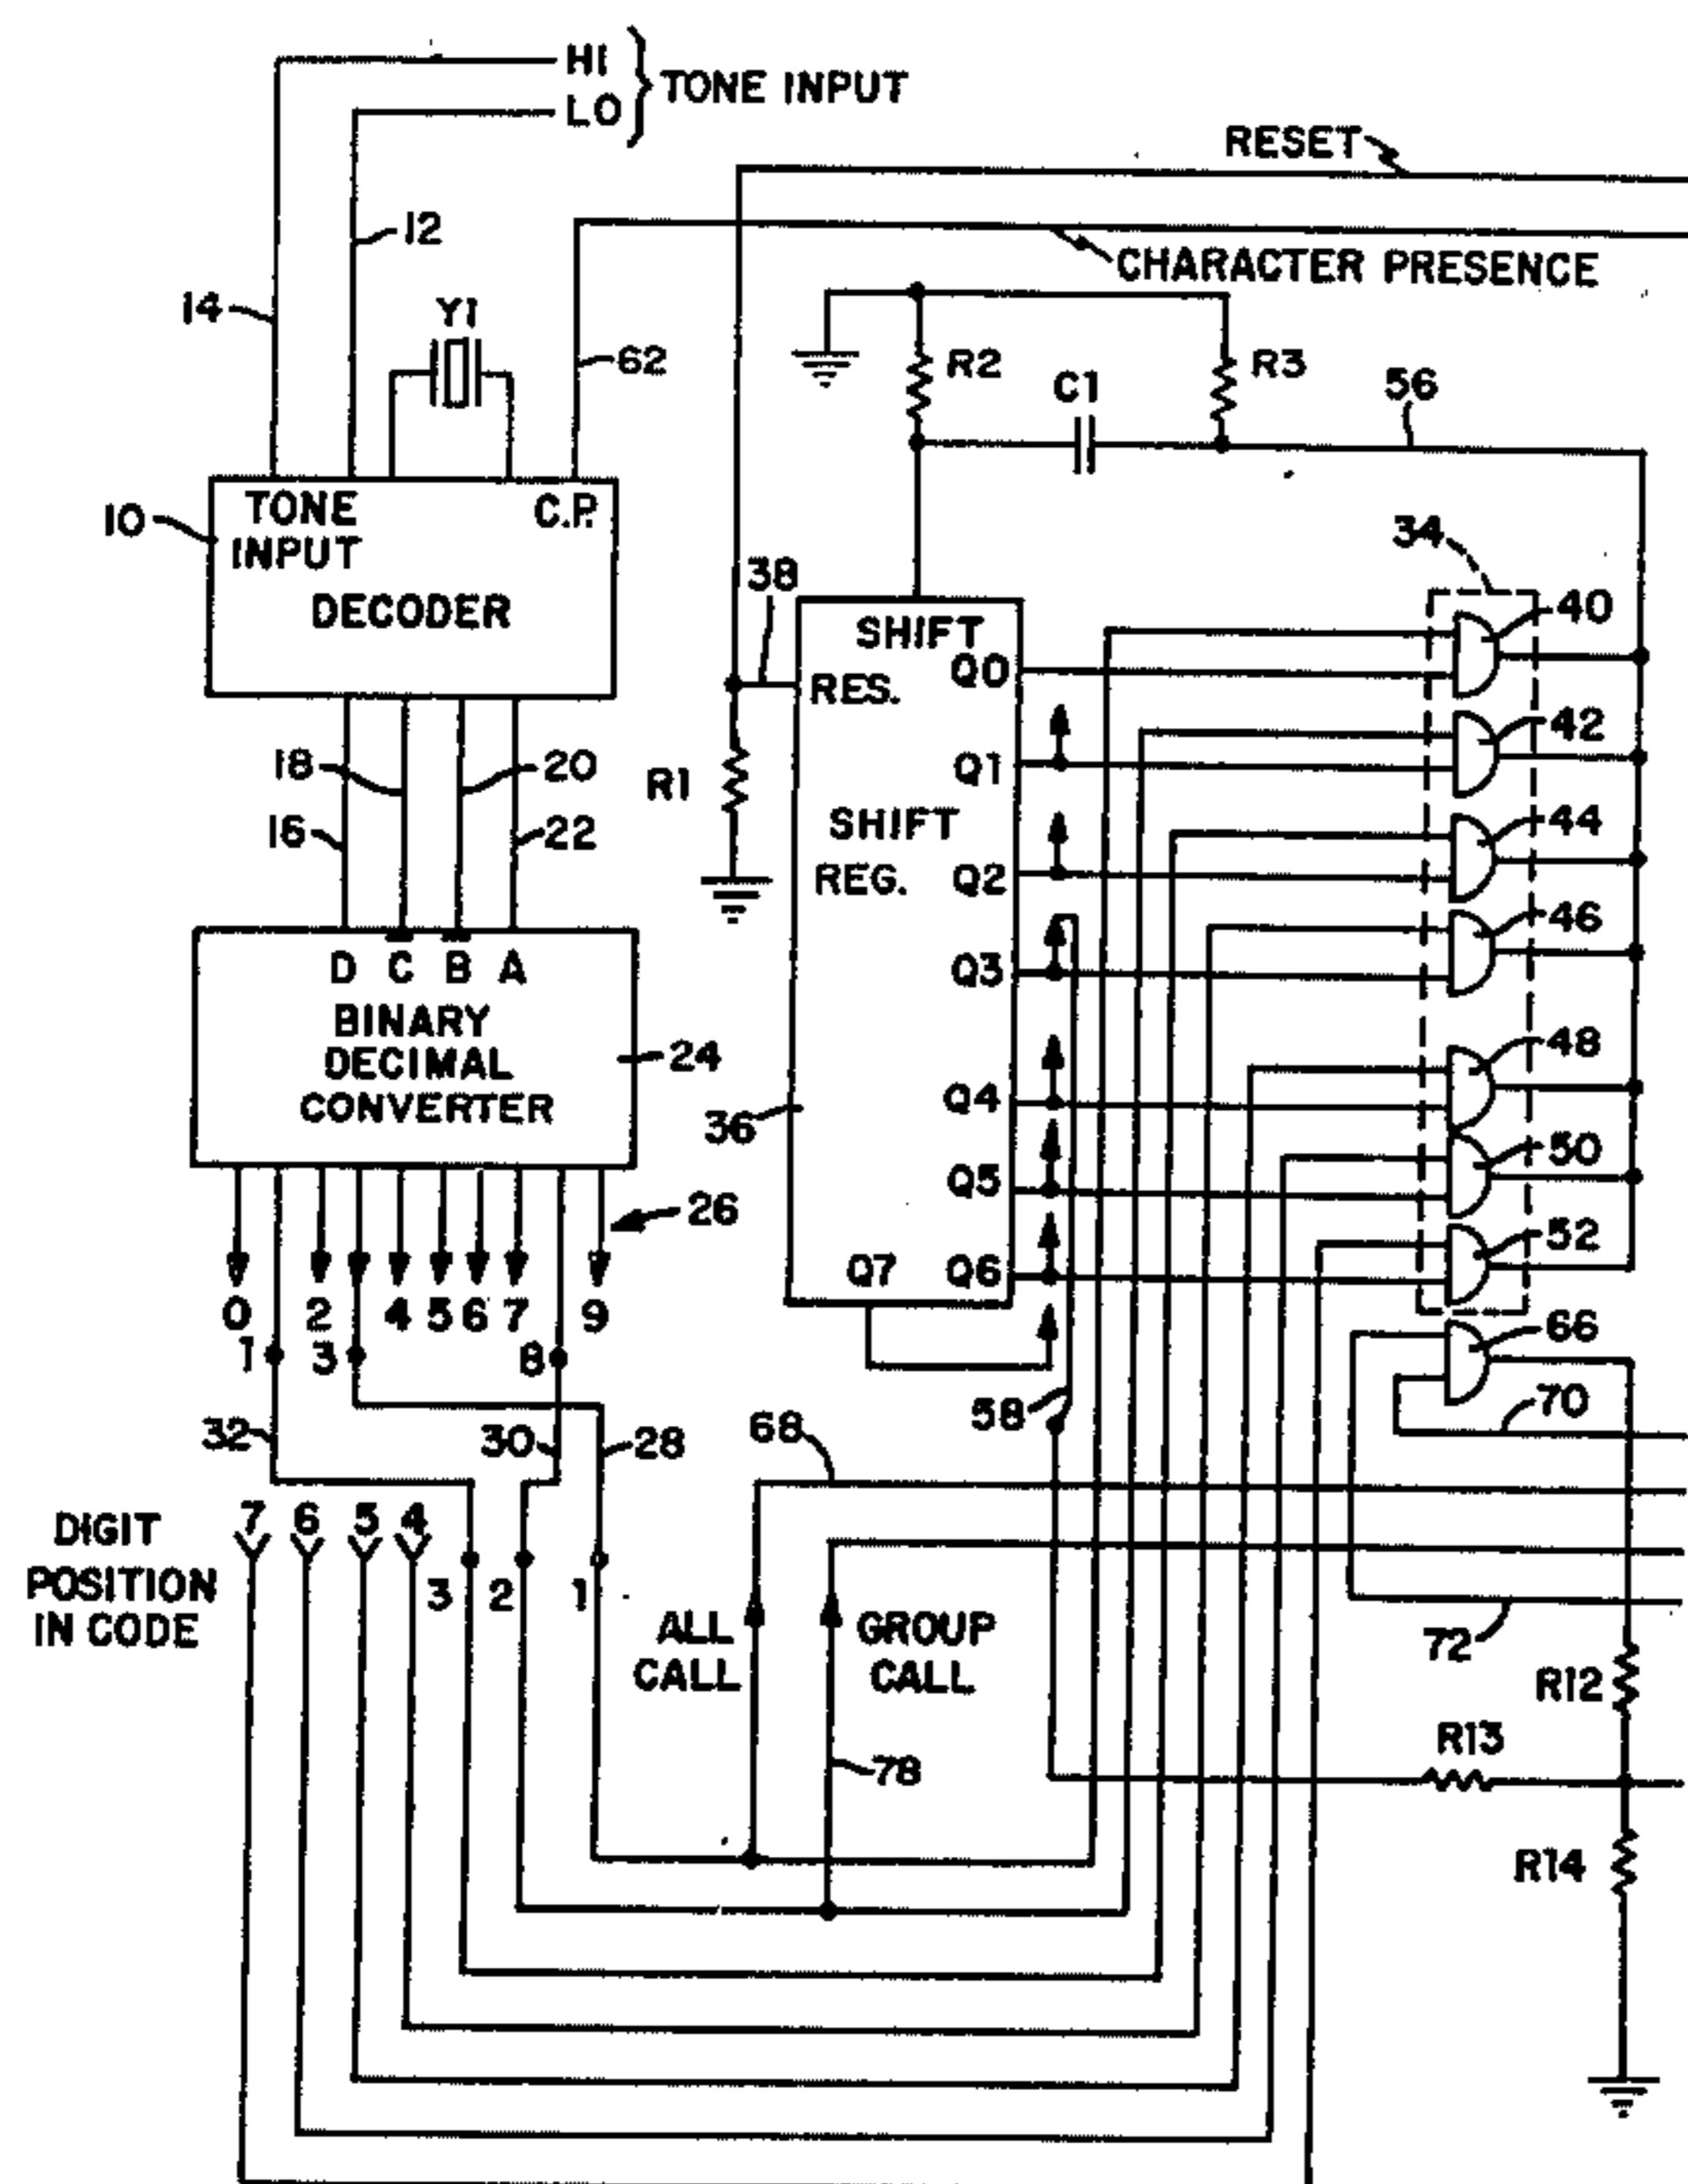 HI
LO
TONE INPUT
RESET
12
CHARACTER PRESENCE
14
Y1
62
R2
R3
C1
56
10
TONE
INPUT
C.P.
DECODER
34
38
40
SHIFT
Q0
RES.
42
18
20
R1
Q1
16
22
SHIFT
REG.
44
Q2
46
Q3
D C B A
BINARY
DECIMAL
CONVERTER
24
48
Q4
36
50
Q5
26
52
Q7
Q6
0 2 4 5 6 7 9
1 3 8
66
58
70
32
30
28
68
7 6 5 4
DIGIT
POSITION
IN CODE
3 2 1
ALL
CALL
GROUP
CALL
72
R12
R13
78
R14